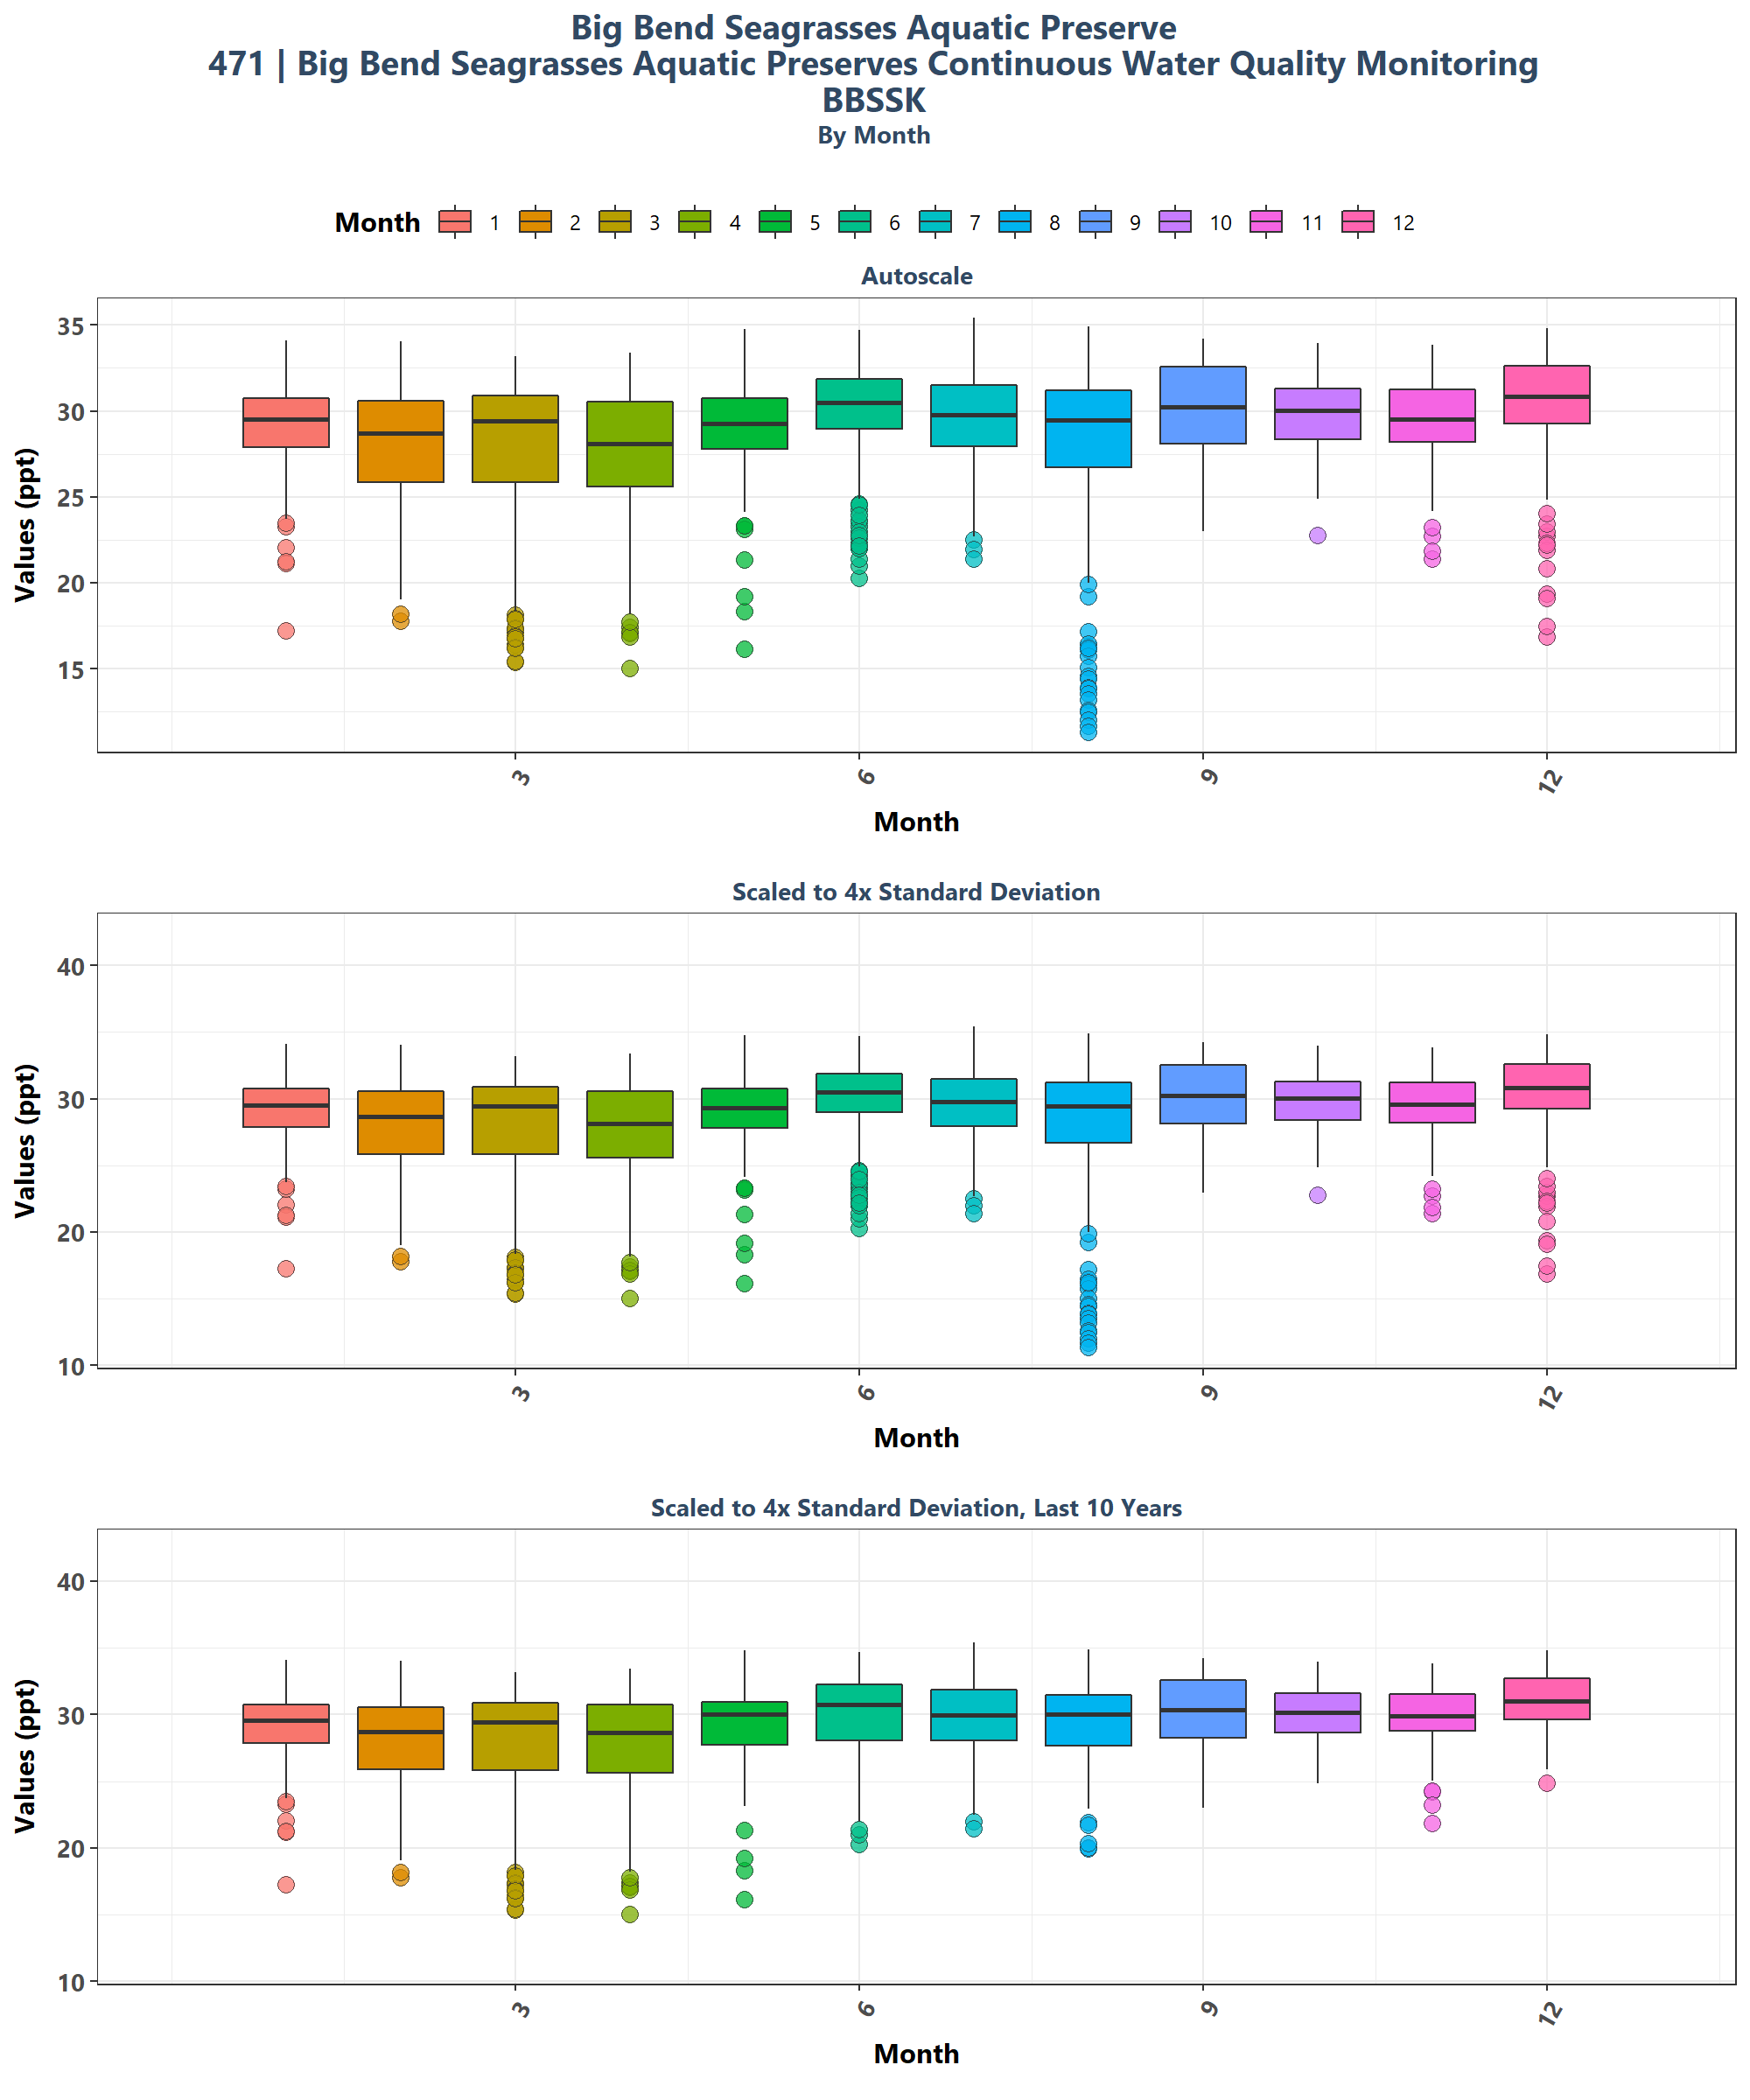 Big Bend Seagrasses Aquatic Preserve
471 | Big Bend Seagrasses Aquatic Preserves Continuous Water Quality Monitoring
BBSSK
By Month
Month 1 2 3 4 5 6 7 8 9 10 11 12
Autoscale
Values (ppt)
35
30
25
20
15
3 6 9 12
Month
Scaled to 4x Standard Deviation
Values (ppt)
40
30
20
10
3 6 9 12
Month
Scaled to 4x Standard Deviation, Last 10 Years
Values (ppt)
40
30
20
10
3 6 9 12
Month